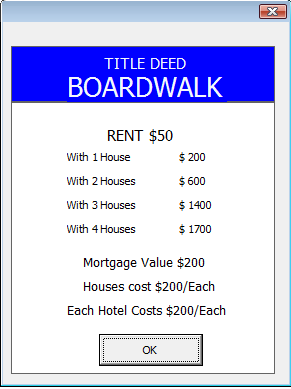 TITLE DEED
BOARDWALK
RENT $50
With 1 House $ 200
With 2 Houses $ 600
With 3 Houses $ 1400
With 4 Houses $ 1700
Mortgage Value $200
Houses cost $200/Each
Each Hotel Costs $200/Each
OK